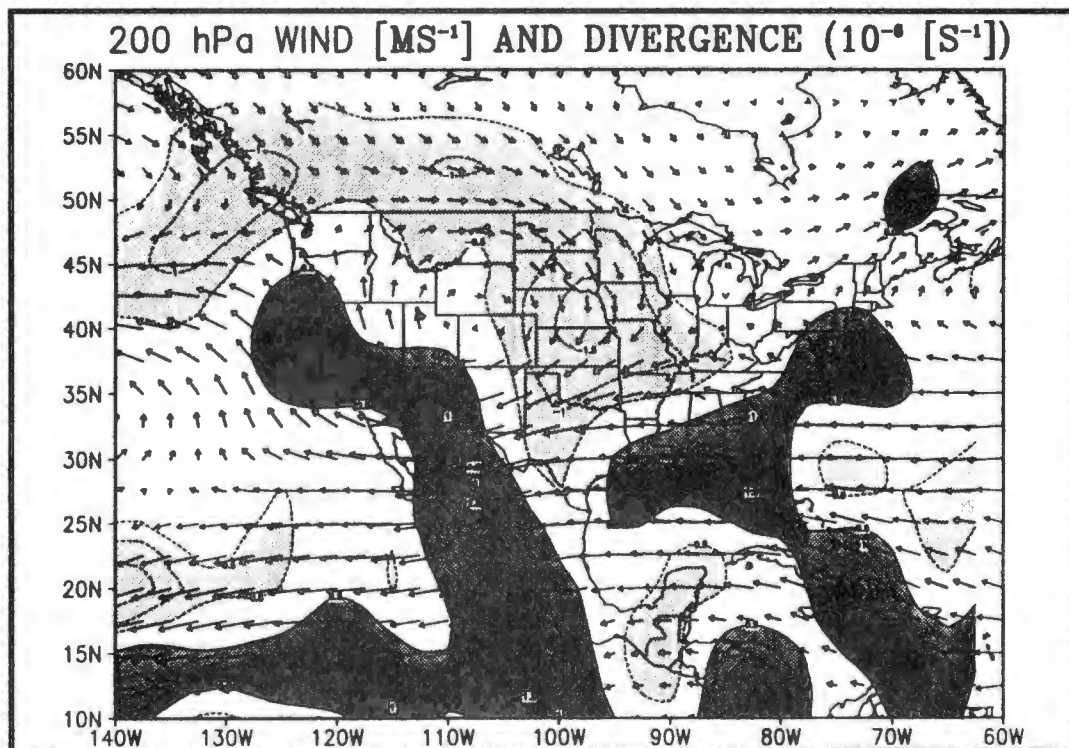 200 hPa WIND [MS⁻¹] AND DIVERGENCE (10⁻⁶ [S⁻¹])
60N
55N
50N
45N
40N
35N
30N
25N
20N
15N
10N
140W 130W 120W 110W 100W 90W 80W 70W 60W